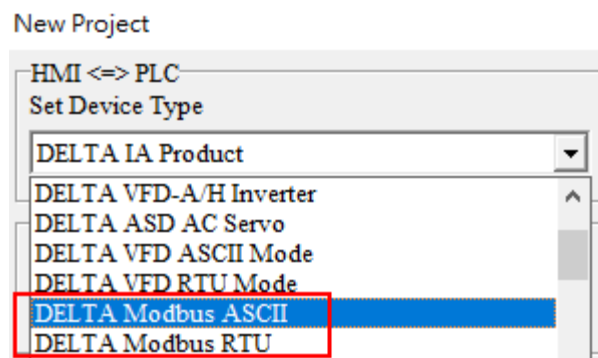 New Project
HMI <=> PLC
Set Device Type
DELTA IA Product
DELTA VFD-A/H Inverter
DELTA ASD AC Servo
DELTA VFD ASCII Mode
DELTA VFD RTU Mode
DELTA Modbus ASCII
DELTA Modbus RTU